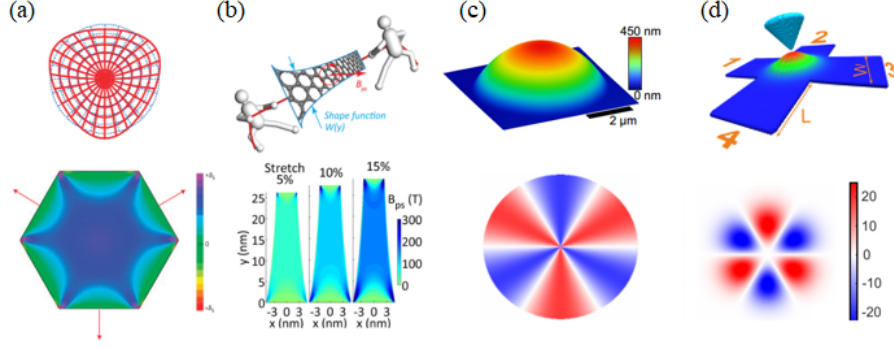 (a)
(b)
Bps
Shape function
W(y)
(c)
450 nm
0 nm
2 μm
(d)
1
2
3
4
W
L
0
Stretch
5%
10%
15%
Bps (T)
300
200
100
0
25
20
15
10
5
0
y (nm)
-3 0 3
-3 0 3
-3 0 3
x (nm)
x (nm)
x (nm)
20
10
0
-10
-20